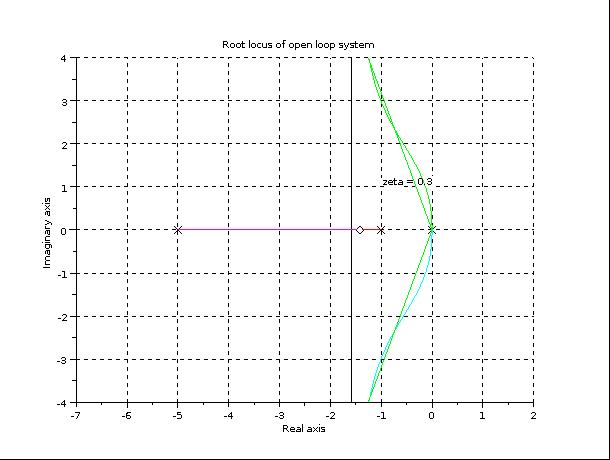 Root locus of open loop system
4
3
2
1
0
-1
-2
-3
-4
Imaginary axis
zeta = 0.3
-7 -6 -5 -4 -3 -2 -1 0 1 2
Real axis